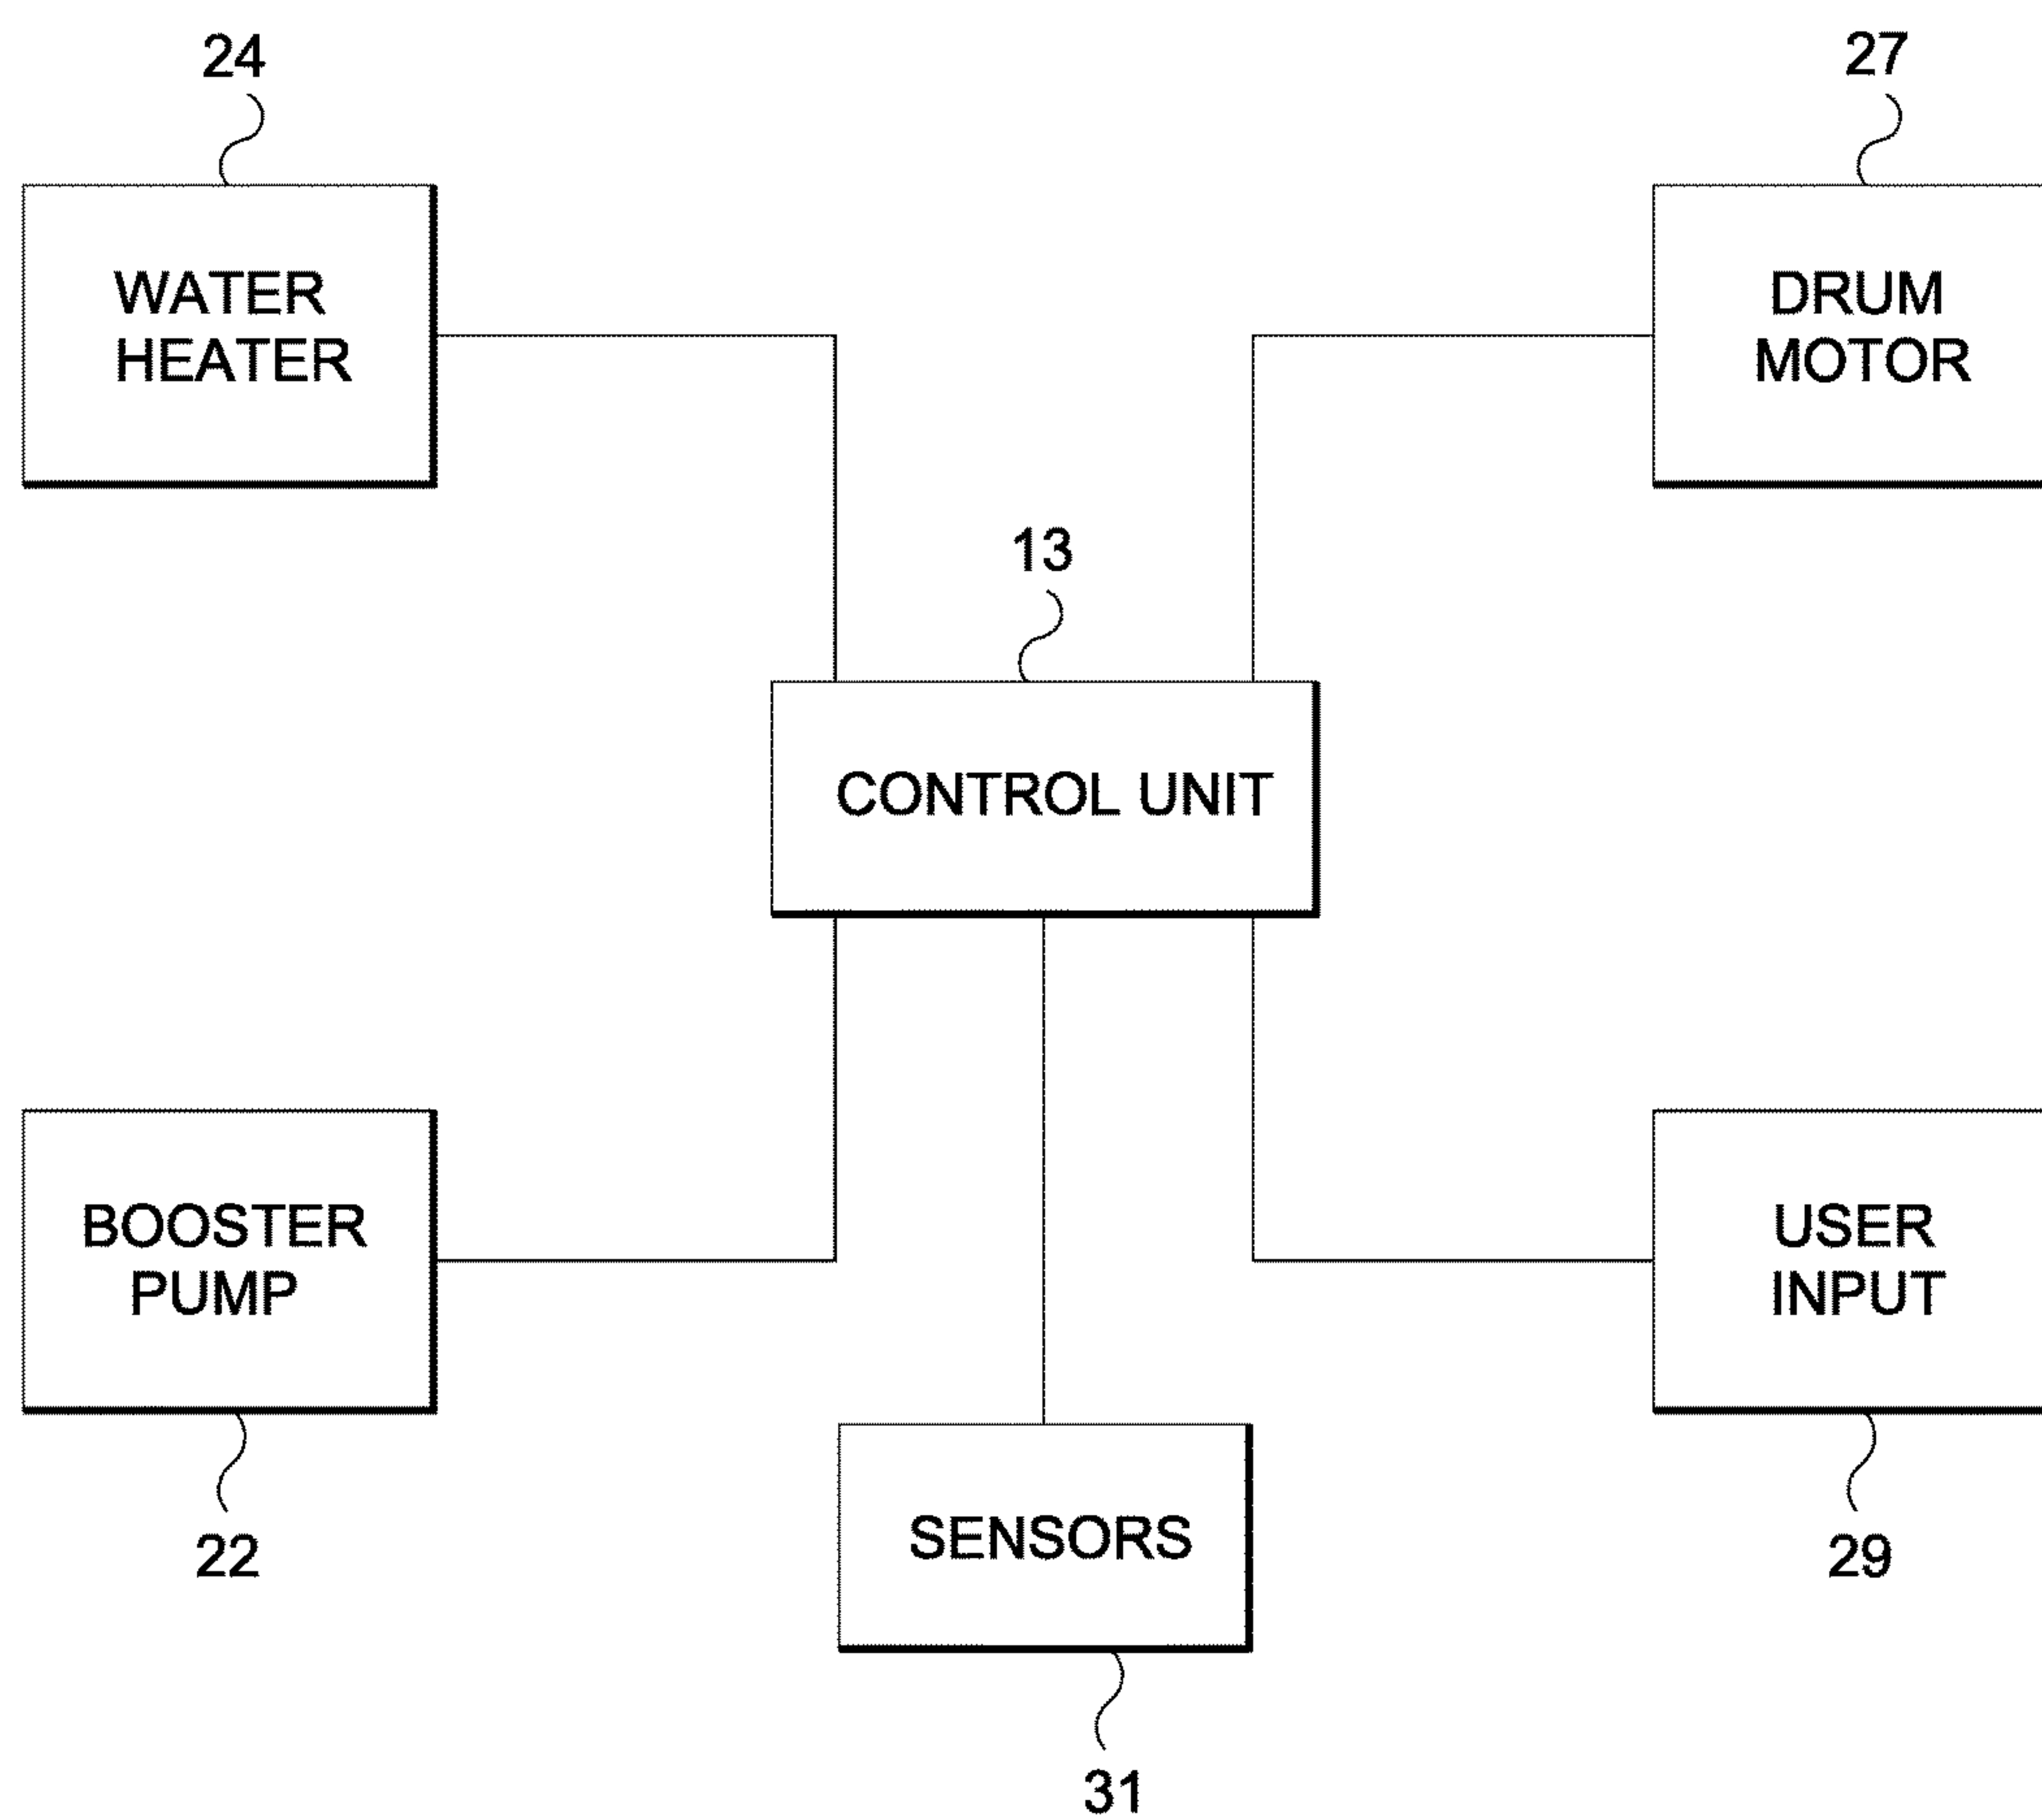 24
27
WATER
HEATER
DRUM
MOTOR
13
CONTROL UNIT
BOOSTER
PUMP
USER
INPUT
SENSORS
22
29
31